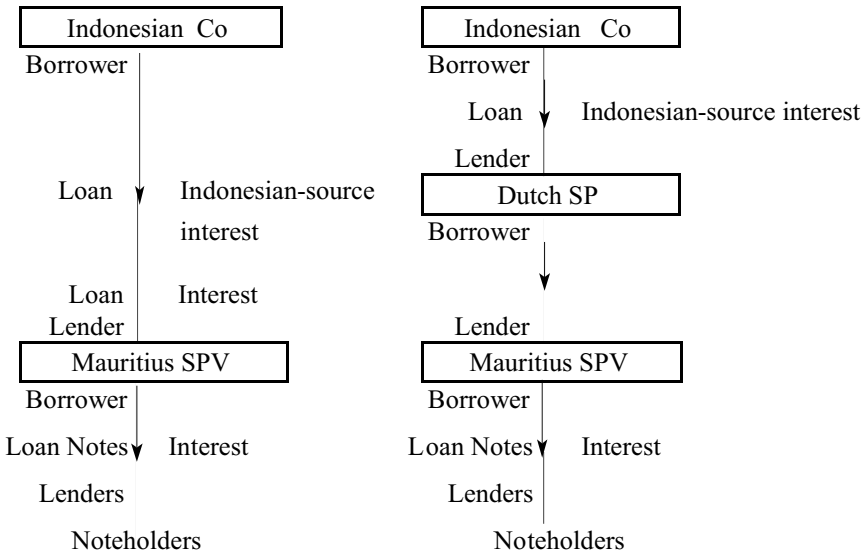 Indonesian Co
Borrower
Loan Indonesian-source
interest
Loan Interest
Lender
Mauritius SPV
Borrower
Loan Notes Interest
Lenders
Noteholders
Indonesian Co
Borrower
Loan Indonesian-source interest
Lender
Dutch SP
Borrower
Lender
Mauritius SPV
Borrower
Loan Notes Interest
Lenders
Noteholders